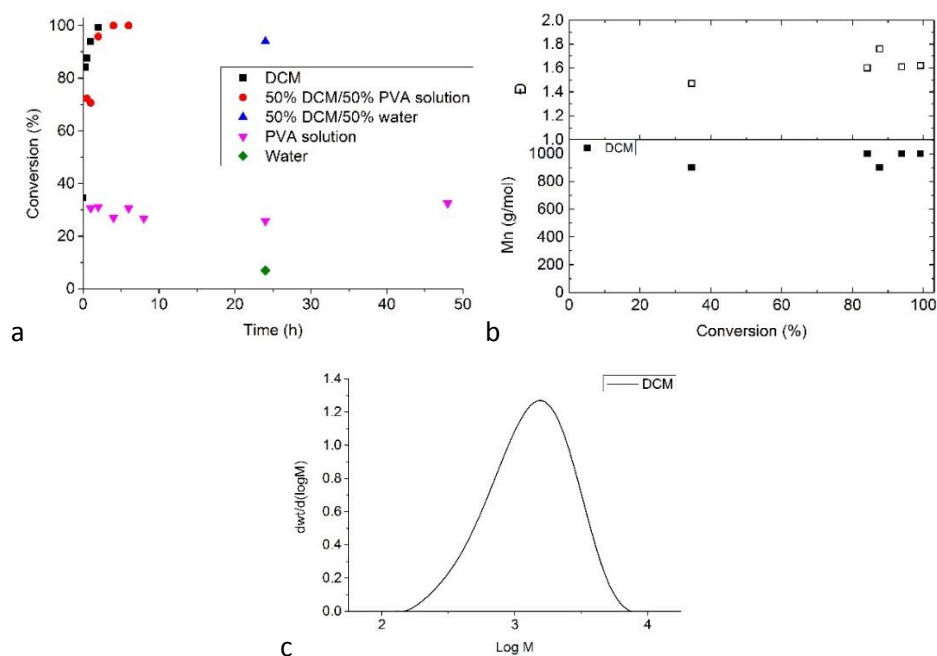 100
80
60
40
20
0
Conversion (%)
DCM
50% DCM/50% PVA solution
50% DCM/50% water
PVA solution
Water
0 10 20 30 40 50
Time (h)
a
2.0
1.8
1.6
1.4
1.2
1.0
Đ
DCM
1000
800
600
400
200
0
Mn (g/mol)
0 20 40 60 80 100
Conversion (%)
b
1.4
1.2
1.0
0.8
0.6
0.4
0.2
0.0
dwt/d(logM)
DCM
2 3 4
Log M
c